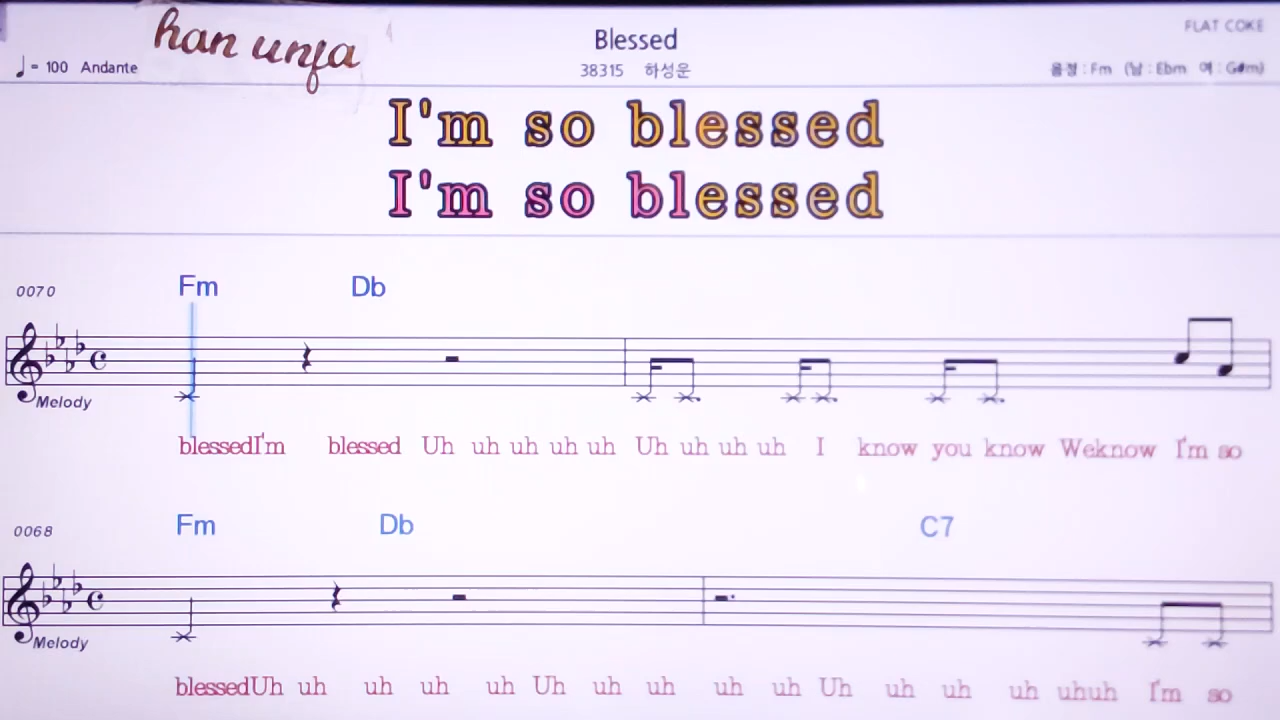 han unfa
Blessed
FLAT COKE
♩= 100 Andante
38315 하성운
음정 : Fm (남 : Ebm 여 : G#m)
I'm so blessed
I'm so blessed
0070 Fm Db
Melody
blessedI'm blessed Uh uh uh uh uh Uh uh uh uh I know you know Weknow I'm so
0068 Fm Db C7
Melody
blessedUh uh uh uh uh Uh uh uh uh uh Uh uh uh uh uhuh I'm so